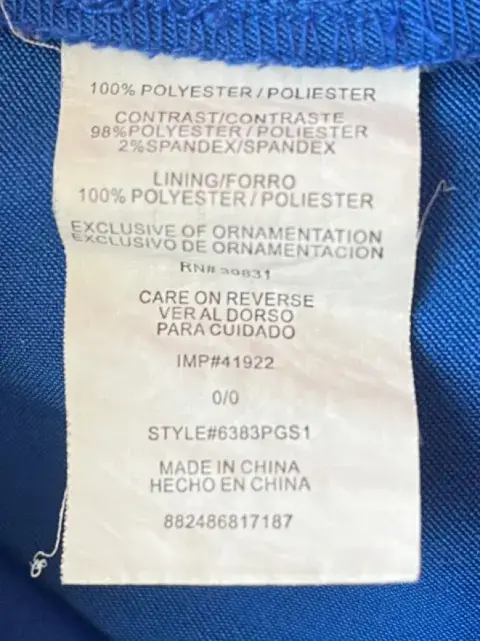 100% POLYESTER / POLIESTER
CONTRAST/CONTRASTE
98%POLYESTER / POLIESTER
2%SPANDEX/SPANDEX
LINING/FORRO
100% POLYESTER / POLIESTER
EXCLUSIVE OF ORNAMENTATION
EXCLUSIVO DE ORNAMENTACION
RN# 39831
CARE ON REVERSE
VER AL DORSO
PARA CUIDADO
IMP#41922
0/0
STYLE#6383PGS1
MADE IN CHINA
HECHO EN CHINA
882486817187